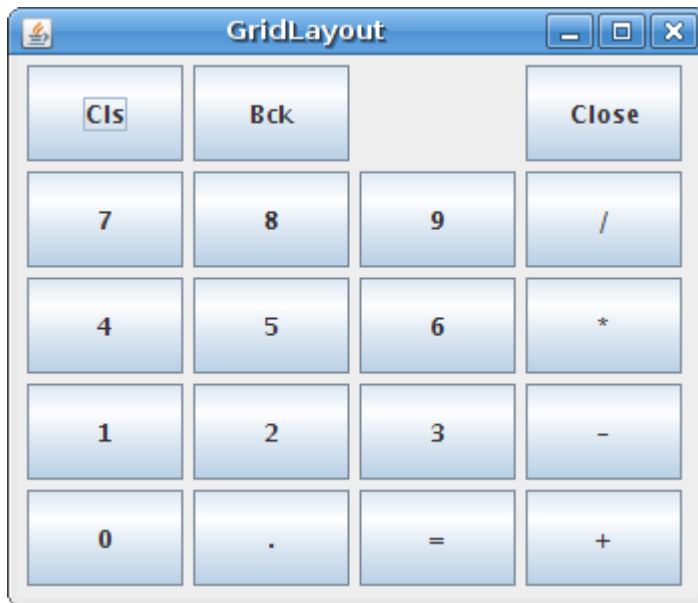 GridLayout
Cls Bck Close
7 8 9 /
4 5 6 *
1 2 3 -
0 . = +